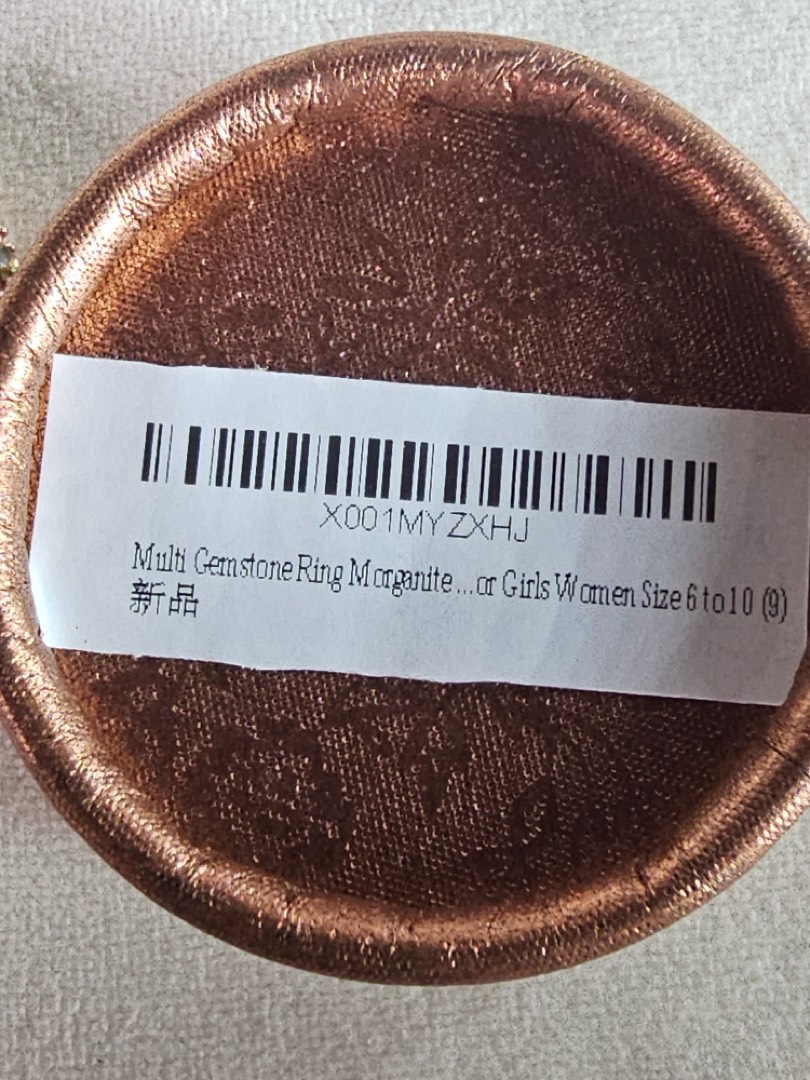 X001MYZXHJ
Multi Gemstone Ring Morganite...or Girls Women Size 6 to 10 (9)
新品